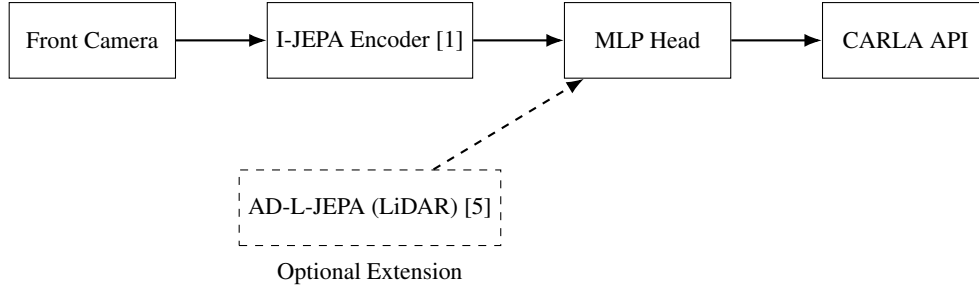 Front Camera
I-JEPA Encoder [1]
MLP Head
CARLA API
AD-L-JEPA (LiDAR) [5]
Optional Extension